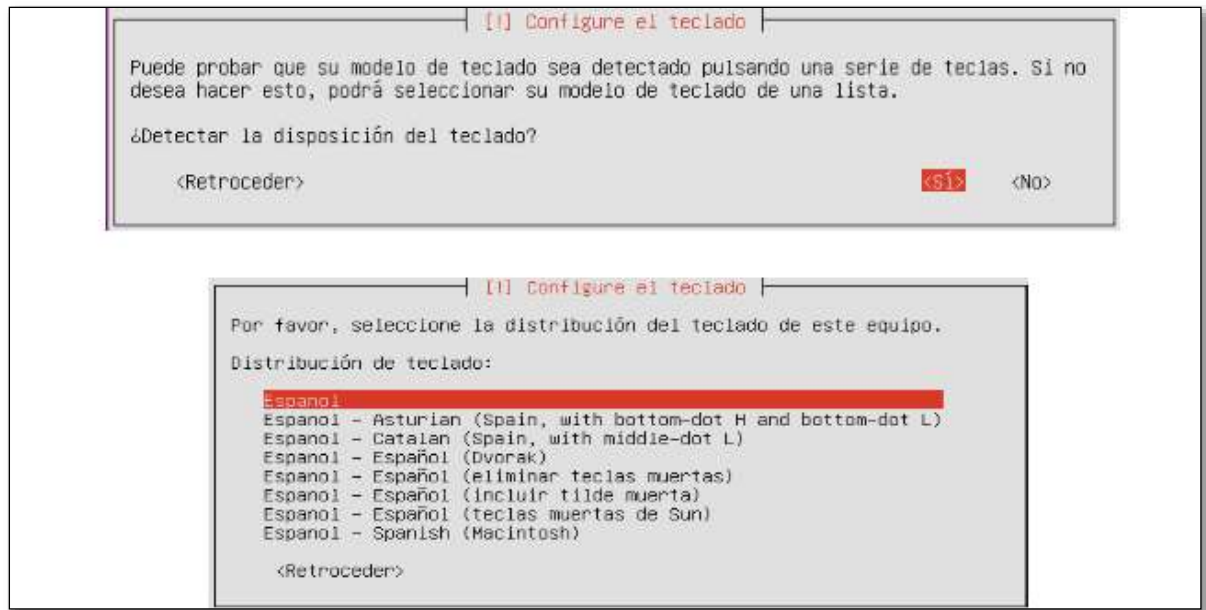 [!] Configure el teclado
Puede probar que su modelo de teclado sea detectado pulsando una serie de teclas. Si no
desea hacer esto, podrá seleccionar su modelo de teclado de una lista.
¿Detectar la disposición del teclado?
<Retroceder> <Sí> <No>
[!] Configure el teclado
Por favor, seleccione la distribución del teclado de este equipo.
Distribución de teclado:
Espanol
Espanol - Asturian (Spain, with bottom-dot H and bottom-dot L)
Espanol - Catalan (Spain, with middle-dot L)
Espanol - Español (Dvorak)
Espanol - Español (eliminar teclas muertas)
Espanol - Español (incluir tilde muerta)
Espanol - Español (teclas muertas de Sun)
Espanol - Spanish (Macintosh)
<Retroceder>